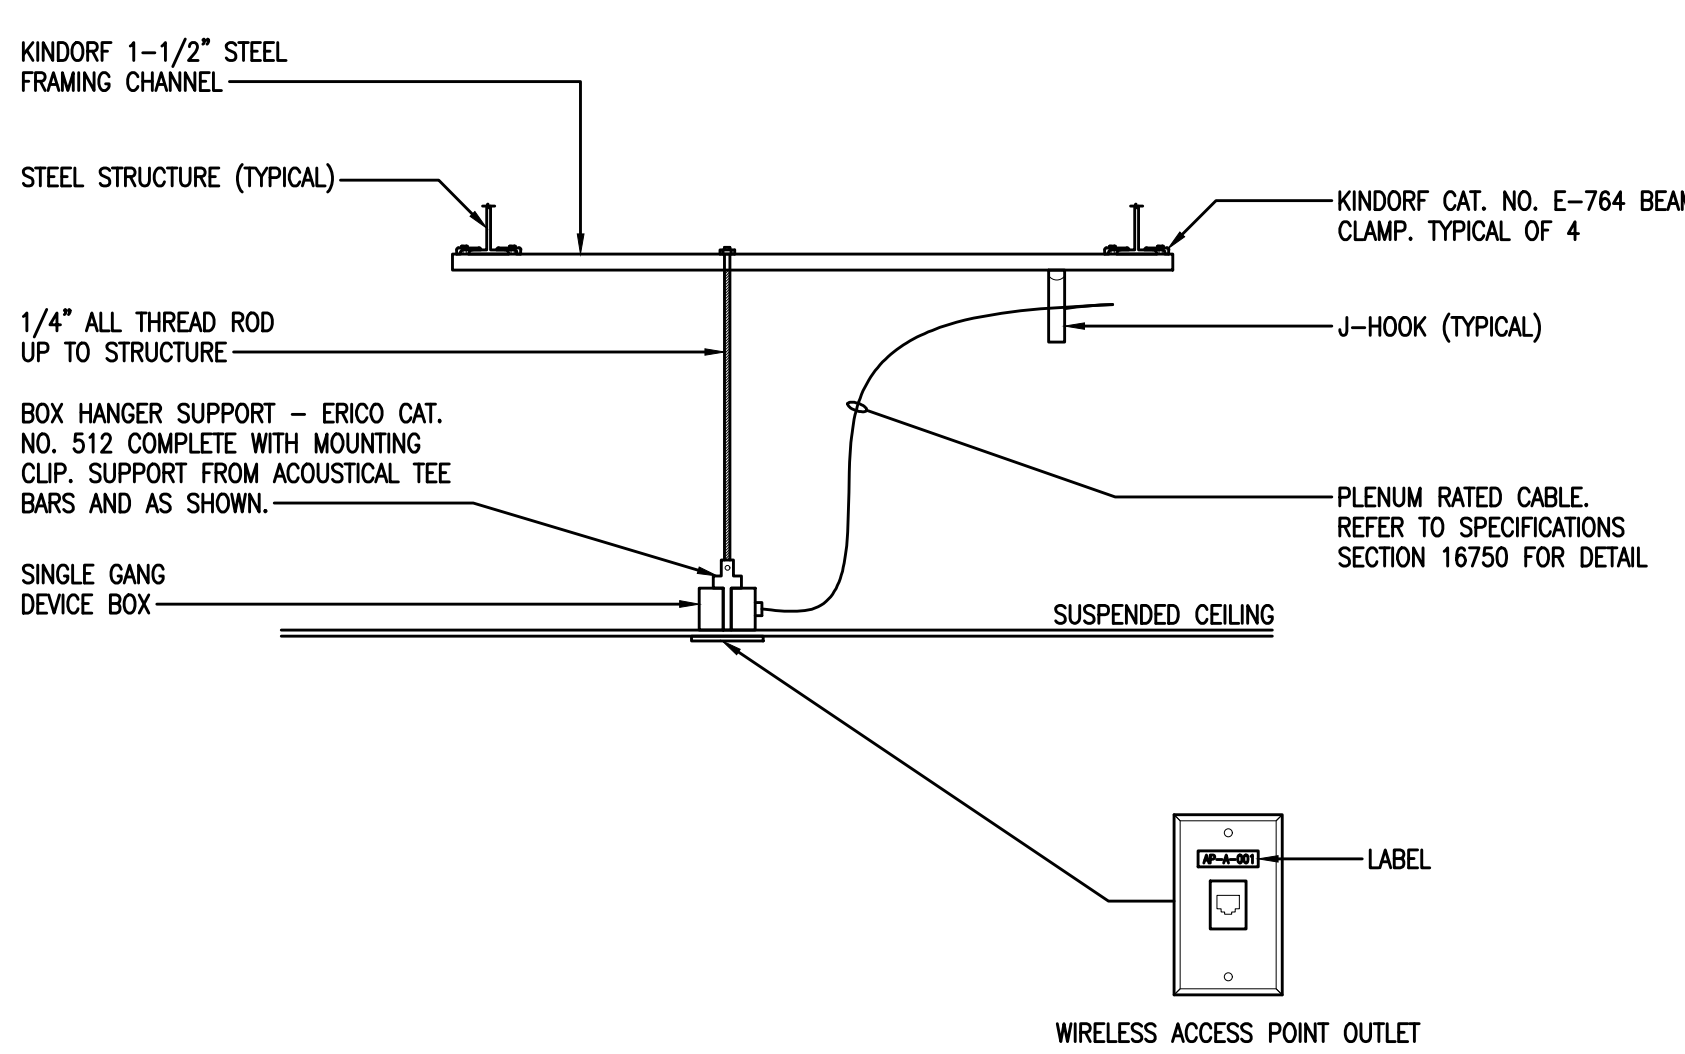 KINDORF 1-1/2" STEEL
FRAMING CHANNEL
STEEL STRUCTURE (TYPICAL)
KINDORF CAT. NO. E-764 BEAM
CLAMP. TYPICAL OF 4
1/4" ALL THREAD ROD
UP TO STRUCTURE
J-HOOK (TYPICAL)
BOX HANGER SUPPORT - ERICO CAT.
NO. 512 COMPLETE WITH MOUNTING
CLIP. SUPPORT FROM ACOUSTICAL TEE
BARS AND AS SHOWN.
PLENUM RATED CABLE.
REFER TO SPECIFICATIONS
SECTION 16750 FOR DETAIL
SINGLE GANG
DEVICE BOX
SUSPENDED CEILING
AP-A-001
LABEL
WIRELESS ACCESS POINT OUTLET